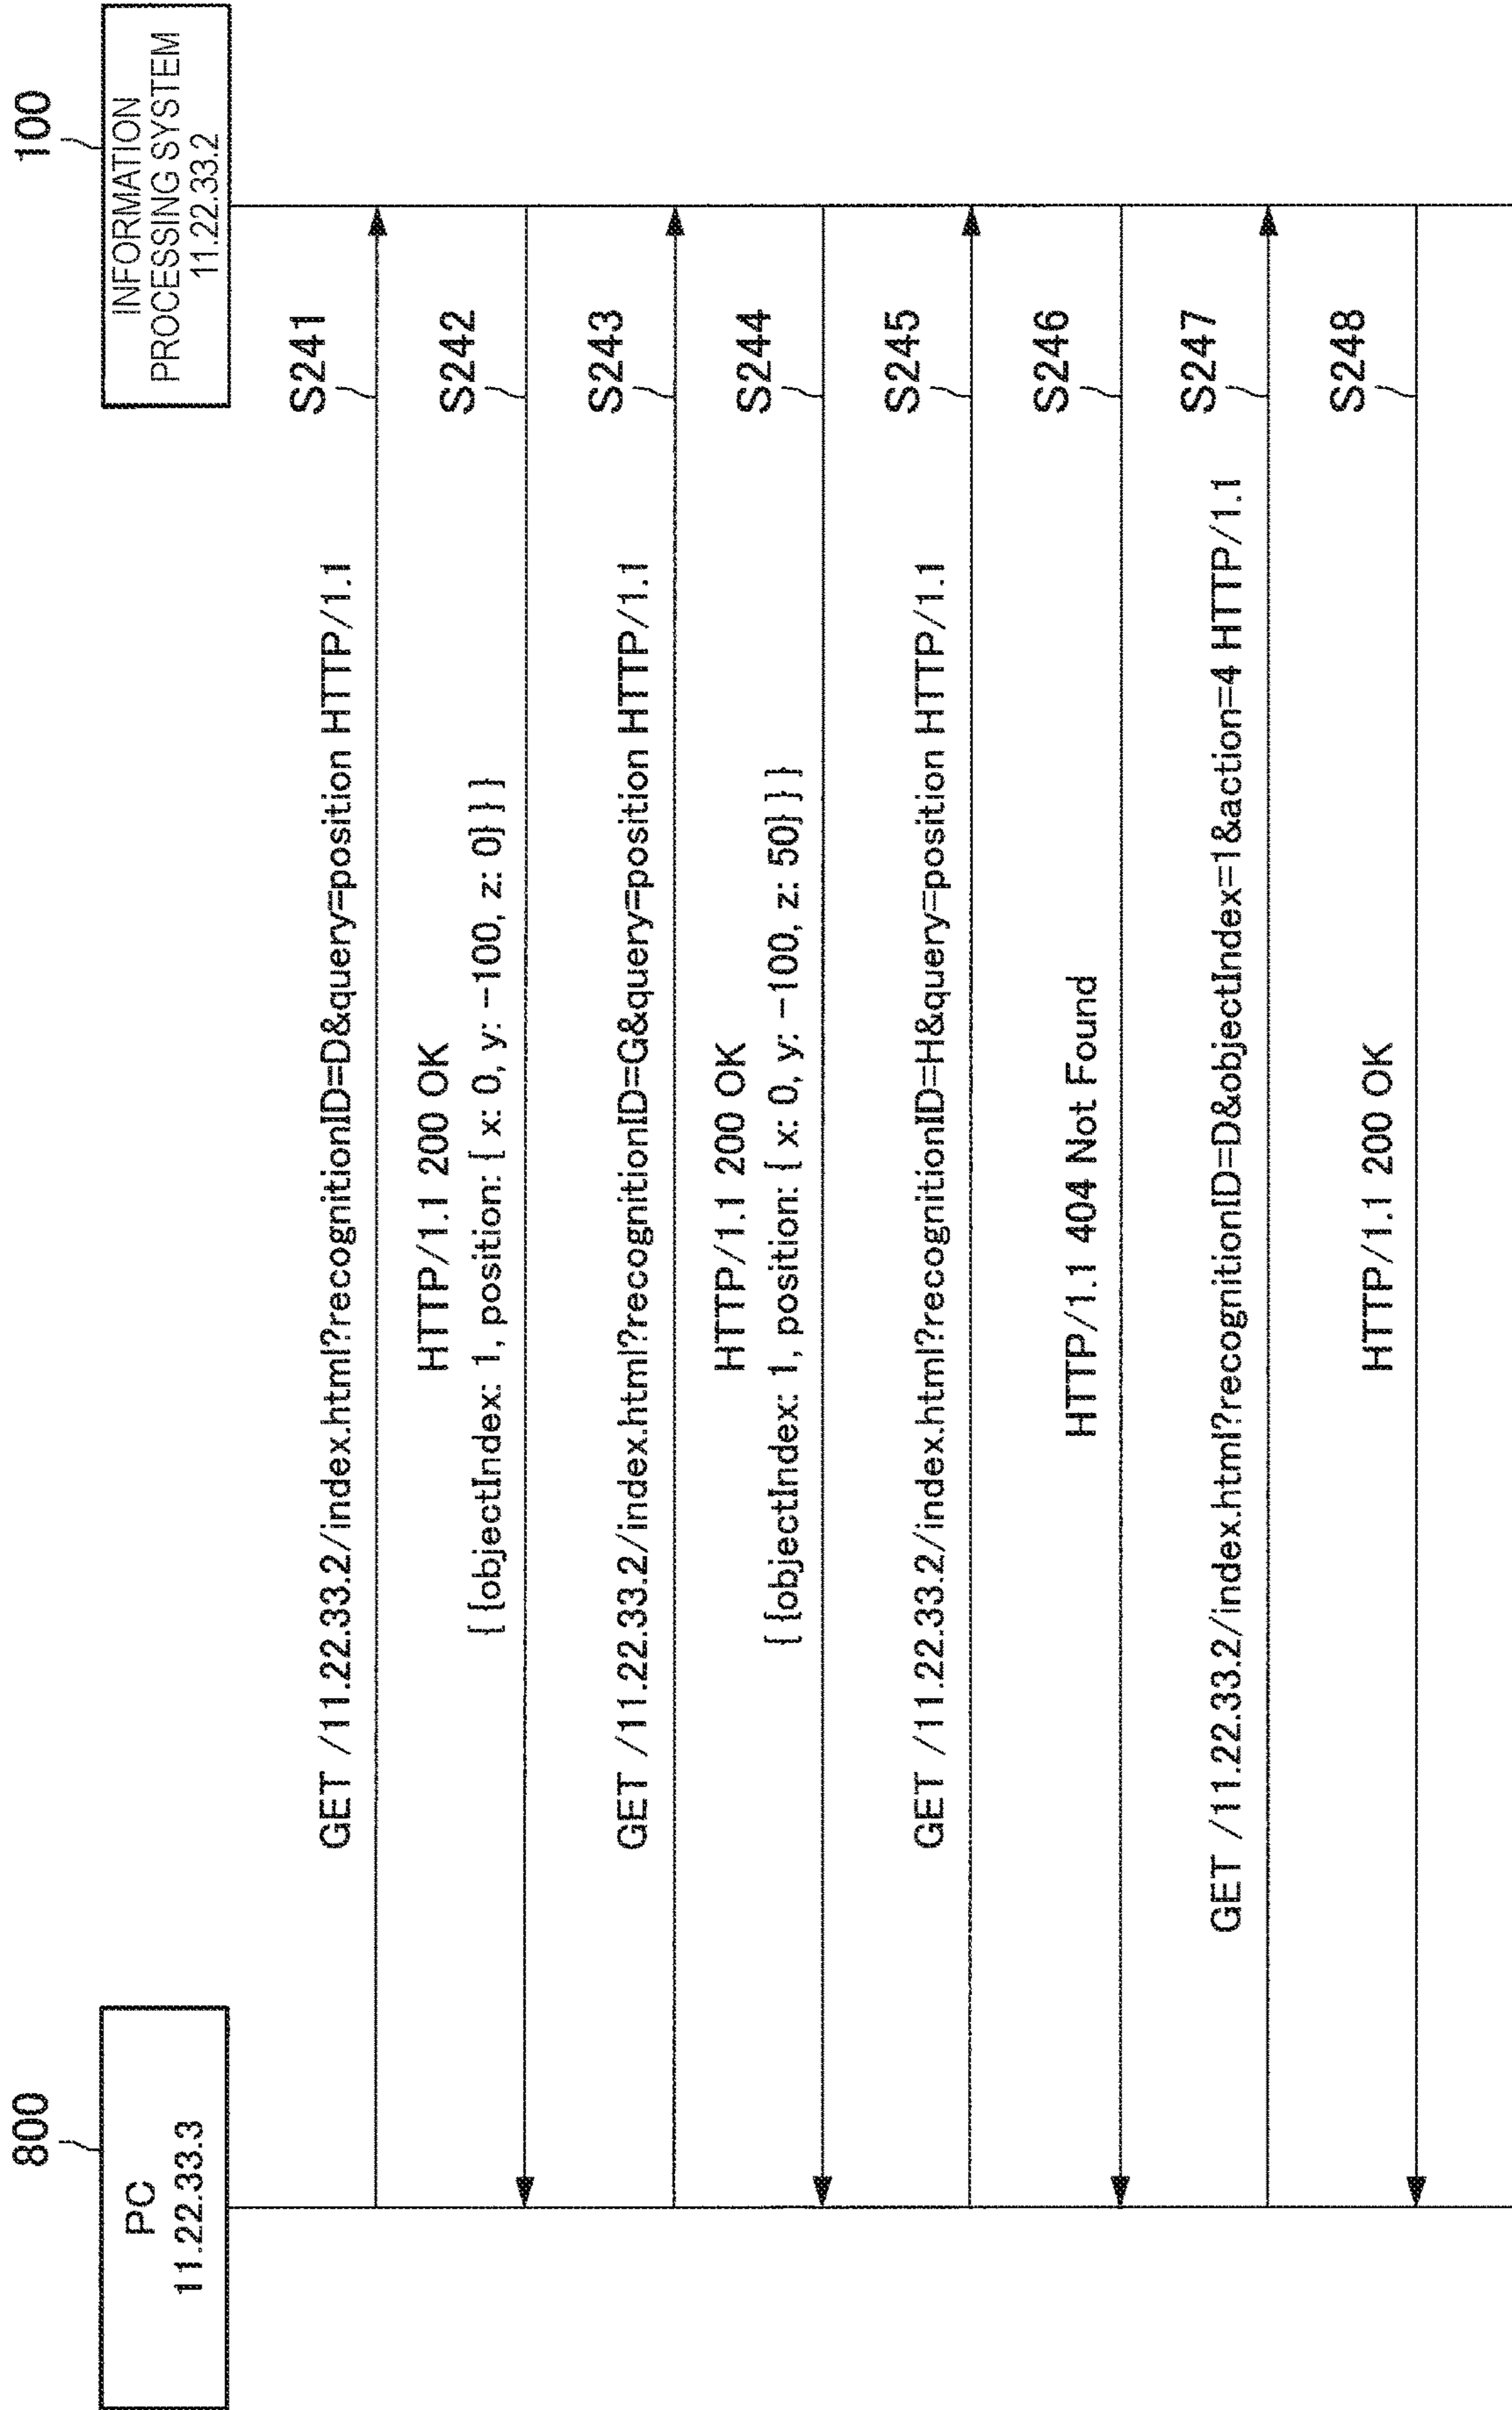 800
PC
11.22.33.3
100
INFORMATION
PROCESSING SYSTEM
11.22.33.2
GET /11.22.33.2/index.html?recognitionID=D&query=position HTTP/1.1
S241
HTTP/1.1 200 OK
[ {objectIndex: 1, position: { x: 0, y: -100, z: 0} } ]
S242
GET /11.22.33.2/index.html?recognitionID=G&query=position HTTP/1.1
S243
HTTP/1.1 200 OK
[ {objectIndex: 1, position: { x: 0, y: -100, z: 50} } ]
S244
GET /11.22.33.2/index.html?recognitionID=H&query=position HTTP/1.1
S245
HTTP/1.1 404 Not Found
S246
GET /11.22.33.2/index.html?recognitionID=D&objectIndex=1&action=4 HTTP/1.1
S247
HTTP/1.1 200 OK
S248